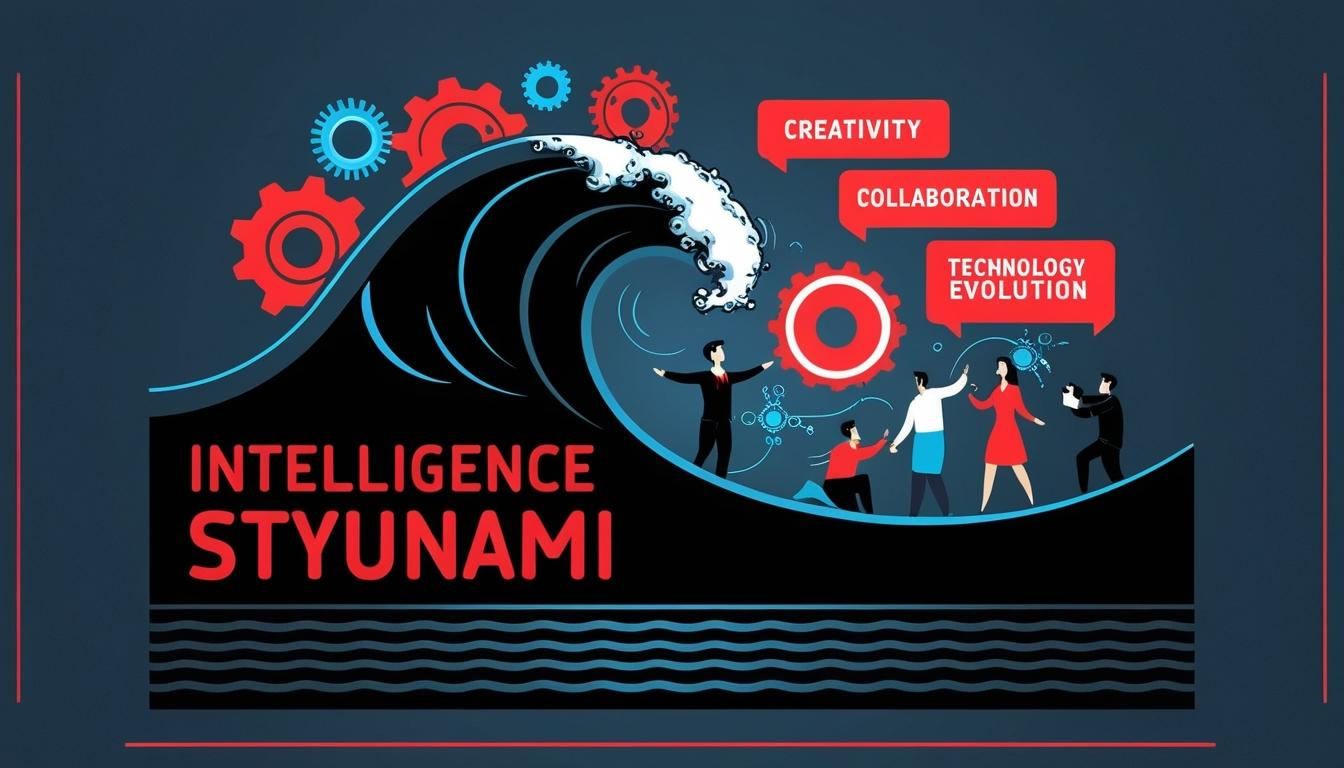 CREATIVITY
COLLABORATION
TECHNOLOGY
EVOLUTION
INTELLIGENCE
STYUNAMI